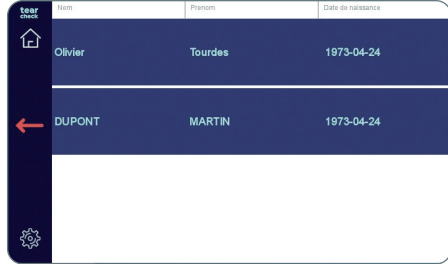 tear
check
Nom Prenom Date de naissance
Olivier Tourdes 1973-04-24
DUPONT MARTIN 1973-04-24